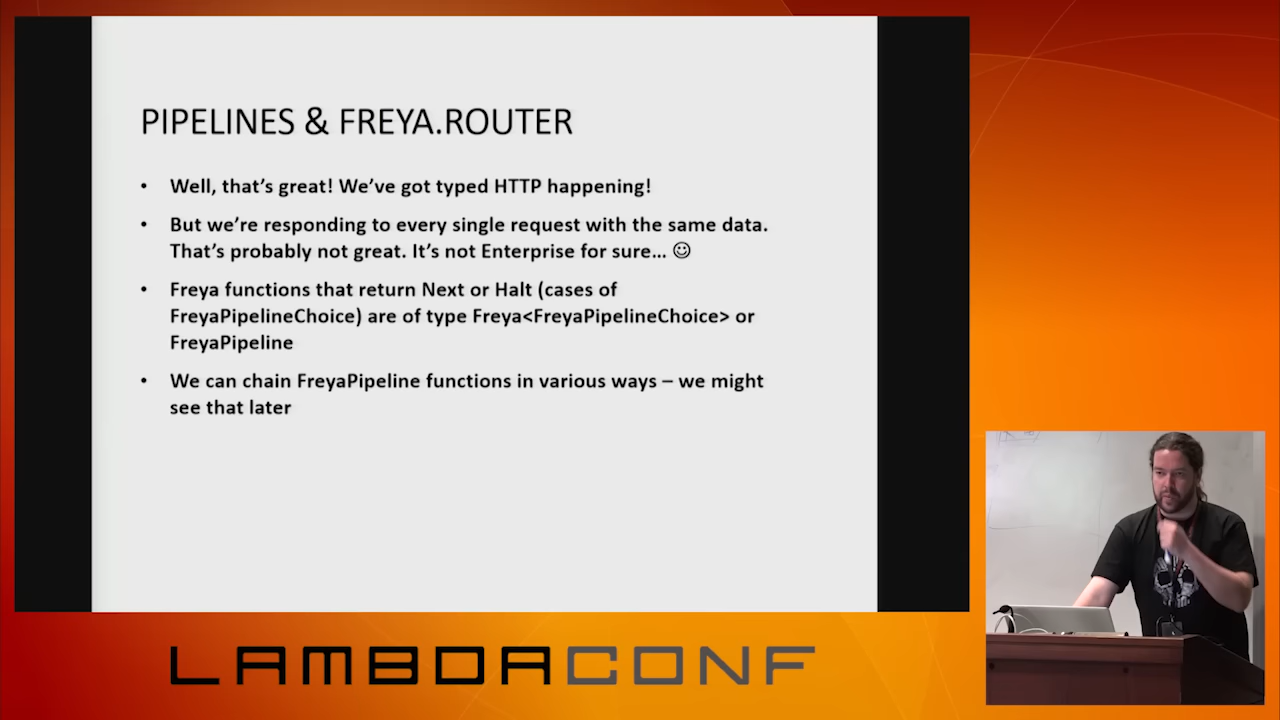 PIPELINES & FREYA.ROUTER
• Well, that's great! We've got typed HTTP happening!
• But we're responding to every single request with the same data.
That's probably not great. It's not Enterprise for sure… ☺
• Freya functions that return Next or Halt (cases of
FreyaPipelineChoice) are of type Freya<FreyaPipelineChoice> or
FreyaPipeline
• We can chain FreyaPipeline functions in various ways – we might
see that later
LAMBDACONF